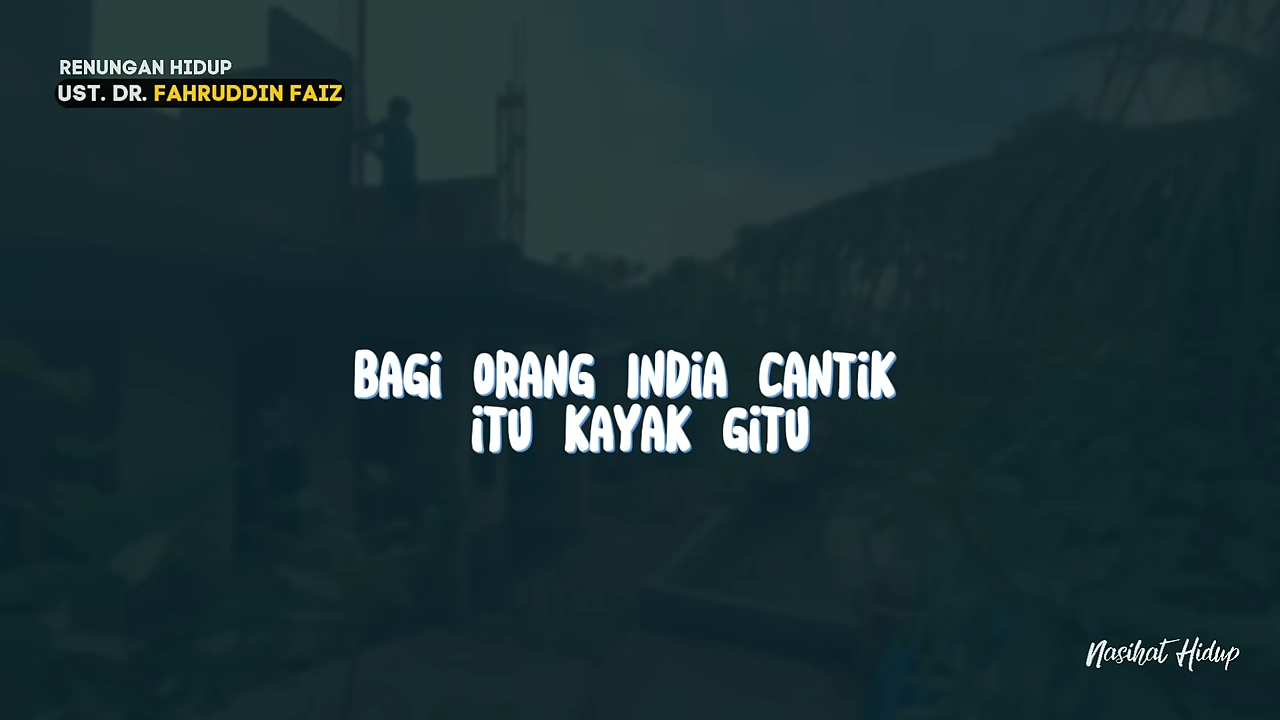 RENUNGAN HIDUP
UST. DR. FAHRUDDIN FAIZ
BAGI ORANG INDIA CANTIK
ITU KAYAK GITU
Nasihat Hidup